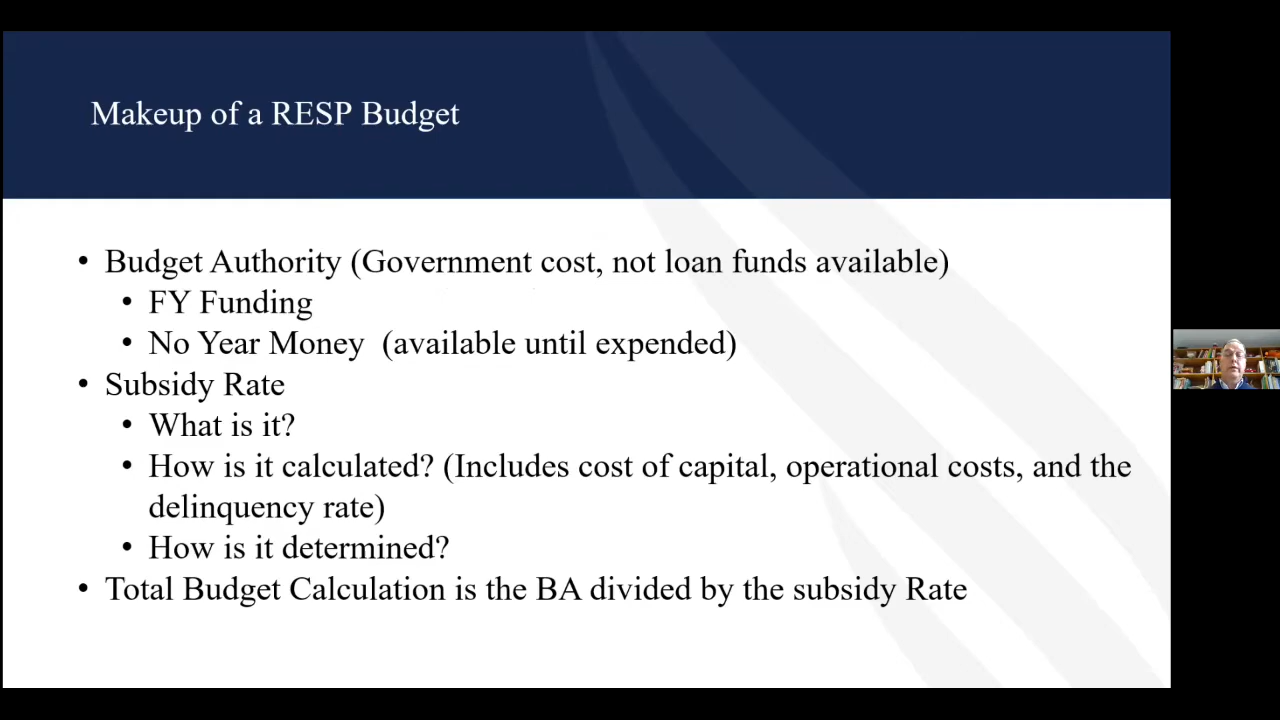 Makeup of a RESP Budget
• Budget Authority (Government cost, not loan funds available)
• FY Funding
• No Year Money (available until expended)
• Subsidy Rate
• What is it?
• How is it calculated? (Includes cost of capital, operational costs, and the
delinquency rate)
• How is it determined?
• Total Budget Calculation is the BA divided by the subsidy Rate